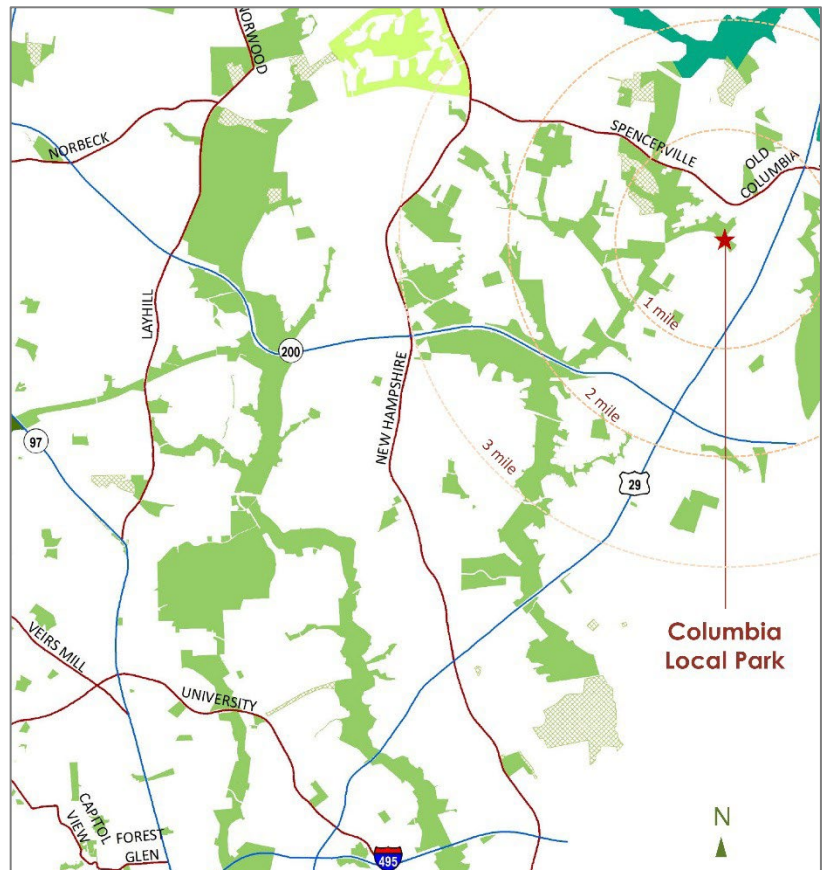 NORWOOD
NORBECK
SPENCERVILLE
OLD
COLUMBIA
LAYHILL
1 mile
200
NEW HAMPSHIRE
2 mile
97
3 mile
29
Columbia
Local Park
VEIRS MILL
UNIVERSITY
CAPITOL
VIEW
FOREST
GLEN
N
495